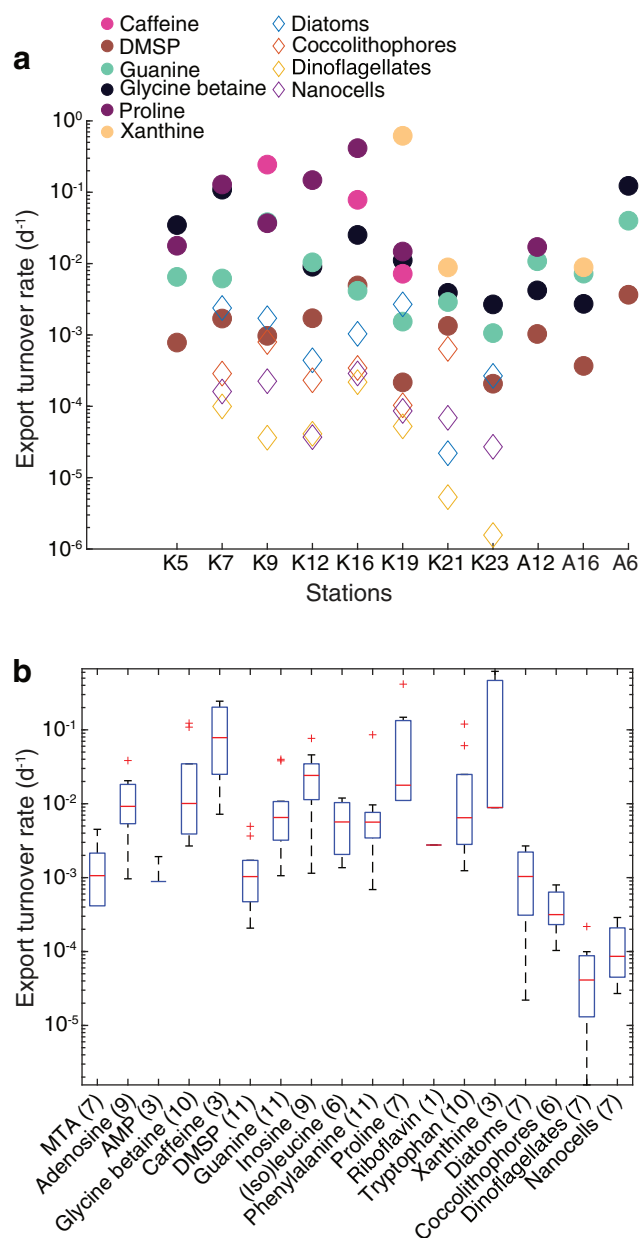 a
Caffeine
DMSP
Guanine
Glycine betaine
Proline
Xanthine
Diatoms
Coccolithophores
Dinoflagellates
Nanocells
Export turnover rate (d-1)
10^0
10^-1
10^-2
10^-3
10^-4
10^-5
10^-6
K5 K7 K9 K12 K16 K19 K21 K23 A12 A16 A6
Stations
b
Export turnover rate (d-1)
10^-1
10^-2
10^-3
10^-4
10^-5
MTA (7)
Adenosine (9)
AMP (3)
Glycine betaine (10)
Caffeine (3)
DMSP (11)
Guanine (11)
Inosine (9)
(Iso)leucine (6)
Phenylalanine (11)
Proline (7)
Riboflavin (1)
Tryptophan (10)
Xanthine (3)
Diatoms (7)
Coccolithophores (6)
Dinoflagellates (7)
Nanocells (7)